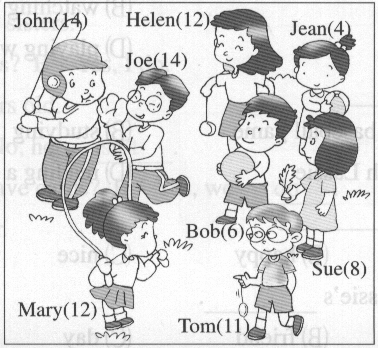 John(14) Helen(12) Jean(4)
Joe(14)
Bob(6)
Sue(8)
Mary(12)
Tom(11)